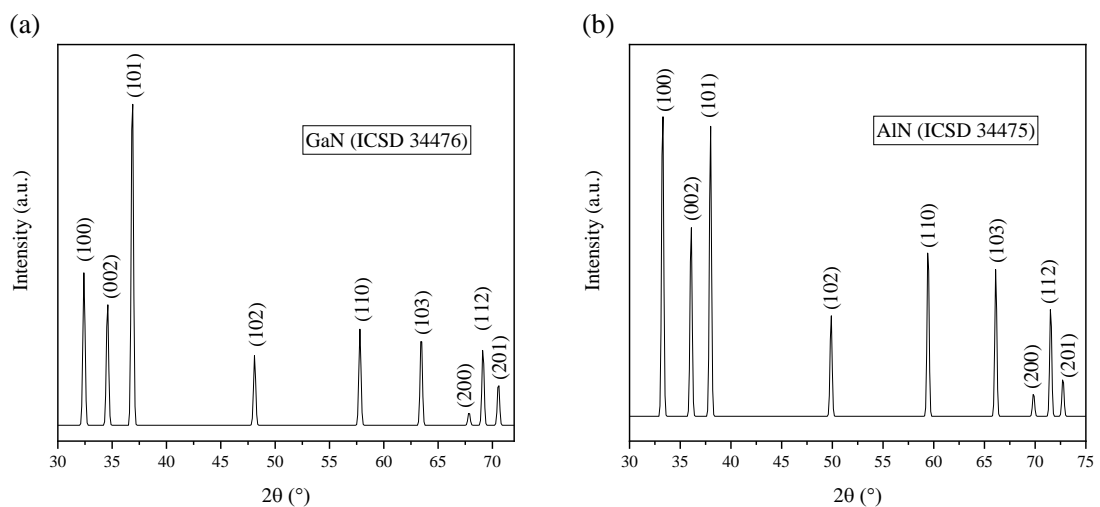 (a)
GaN (ICSD 34476)
(100)
(002)
(101)
(102)
(110)
(103)
(200)
(112)
(201)
Intensity (a.u.)
30 35 40 45 50 55 60 65 70
2θ (°)
(b)
AlN (ICSD 34475)
(100)
(002)
(101)
(102)
(110)
(103)
(200)
(112)
(201)
Intensity (a.u.)
30 35 40 45 50 55 60 65 70 75
2θ (°)